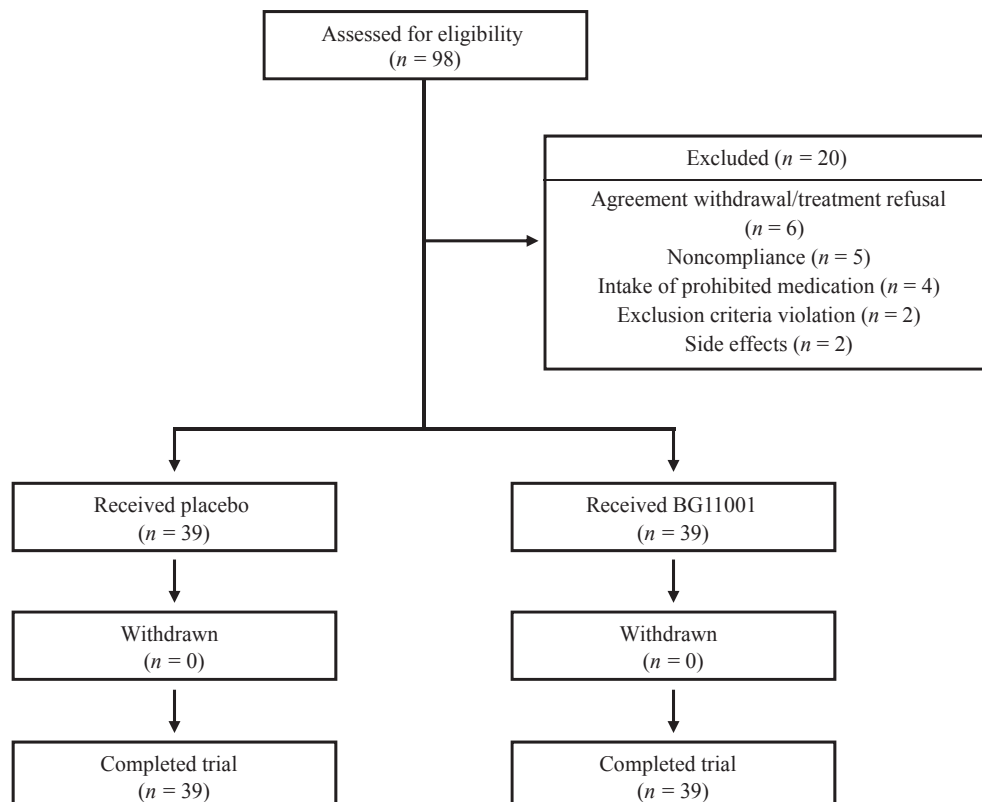 Assessed for eligibility
(n = 98)
Excluded (n = 20)
Agreement withdrawal/treatment refusal
(n = 6)
Noncompliance (n = 5)
Intake of prohibited medication (n = 4)
Exclusion criteria violation (n = 2)
Side effects (n = 2)
Received placebo
(n = 39)
Received BG11001
(n = 39)
Withdrawn
(n = 0)
Withdrawn
(n = 0)
Completed trial
(n = 39)
Completed trial
(n = 39)